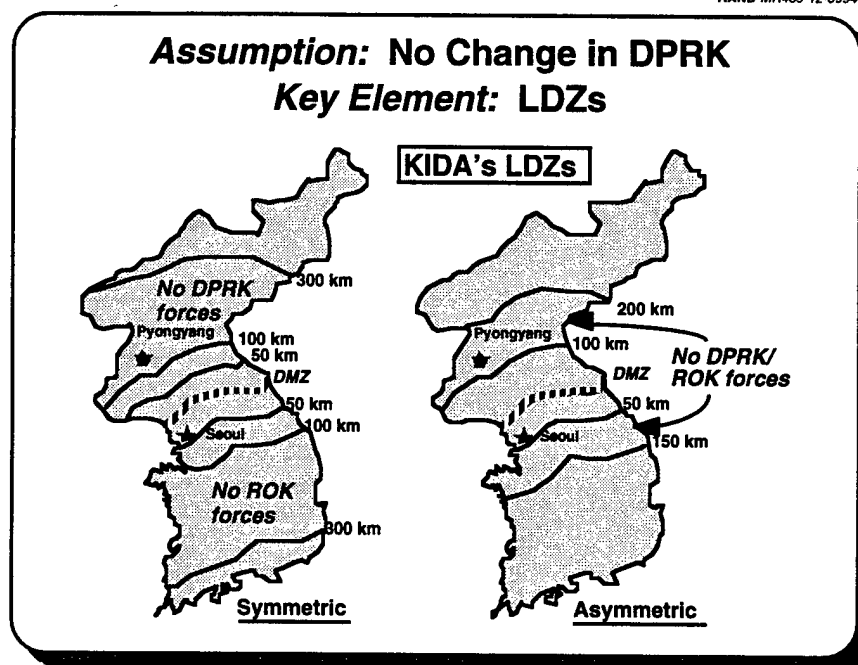 Assumption: No Change in DPRK
Key Element: LDZs
KIDA's LDZs
300 km
No DPRK
forces
Pyongyang
100 km
50 km
DMZ
50 km
Seoul
100 km
No ROK
forces
300 km
Symmetric
200 km
Pyongyang
100 km
No DPRK/
ROK forces
DMZ
50 km
Seoul
150 km
Asymmetric